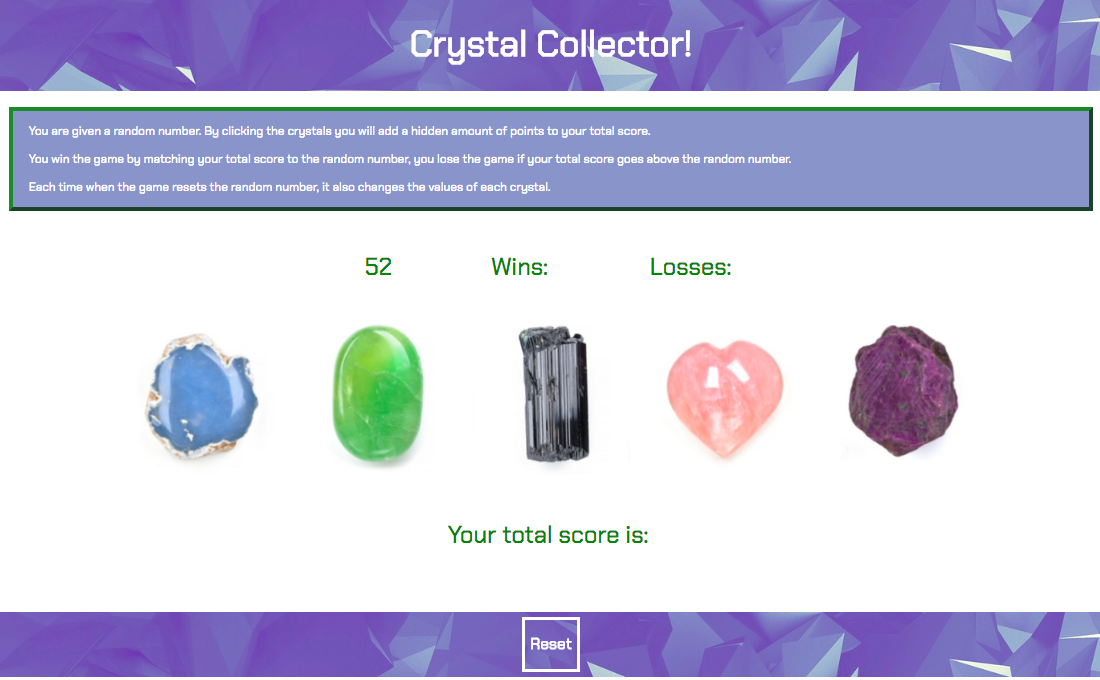 Crystal Collector!
You are given a random number. By clicking the crystals you will add a hidden amount of points to your total score.
You win the game by matching your total score to the random number, you lose the game if your total score goes above the random number.
Each time when the game resets the random number, it also changes the values of each crystal.
52 Wins: Losses:
Your total score is:
Reset